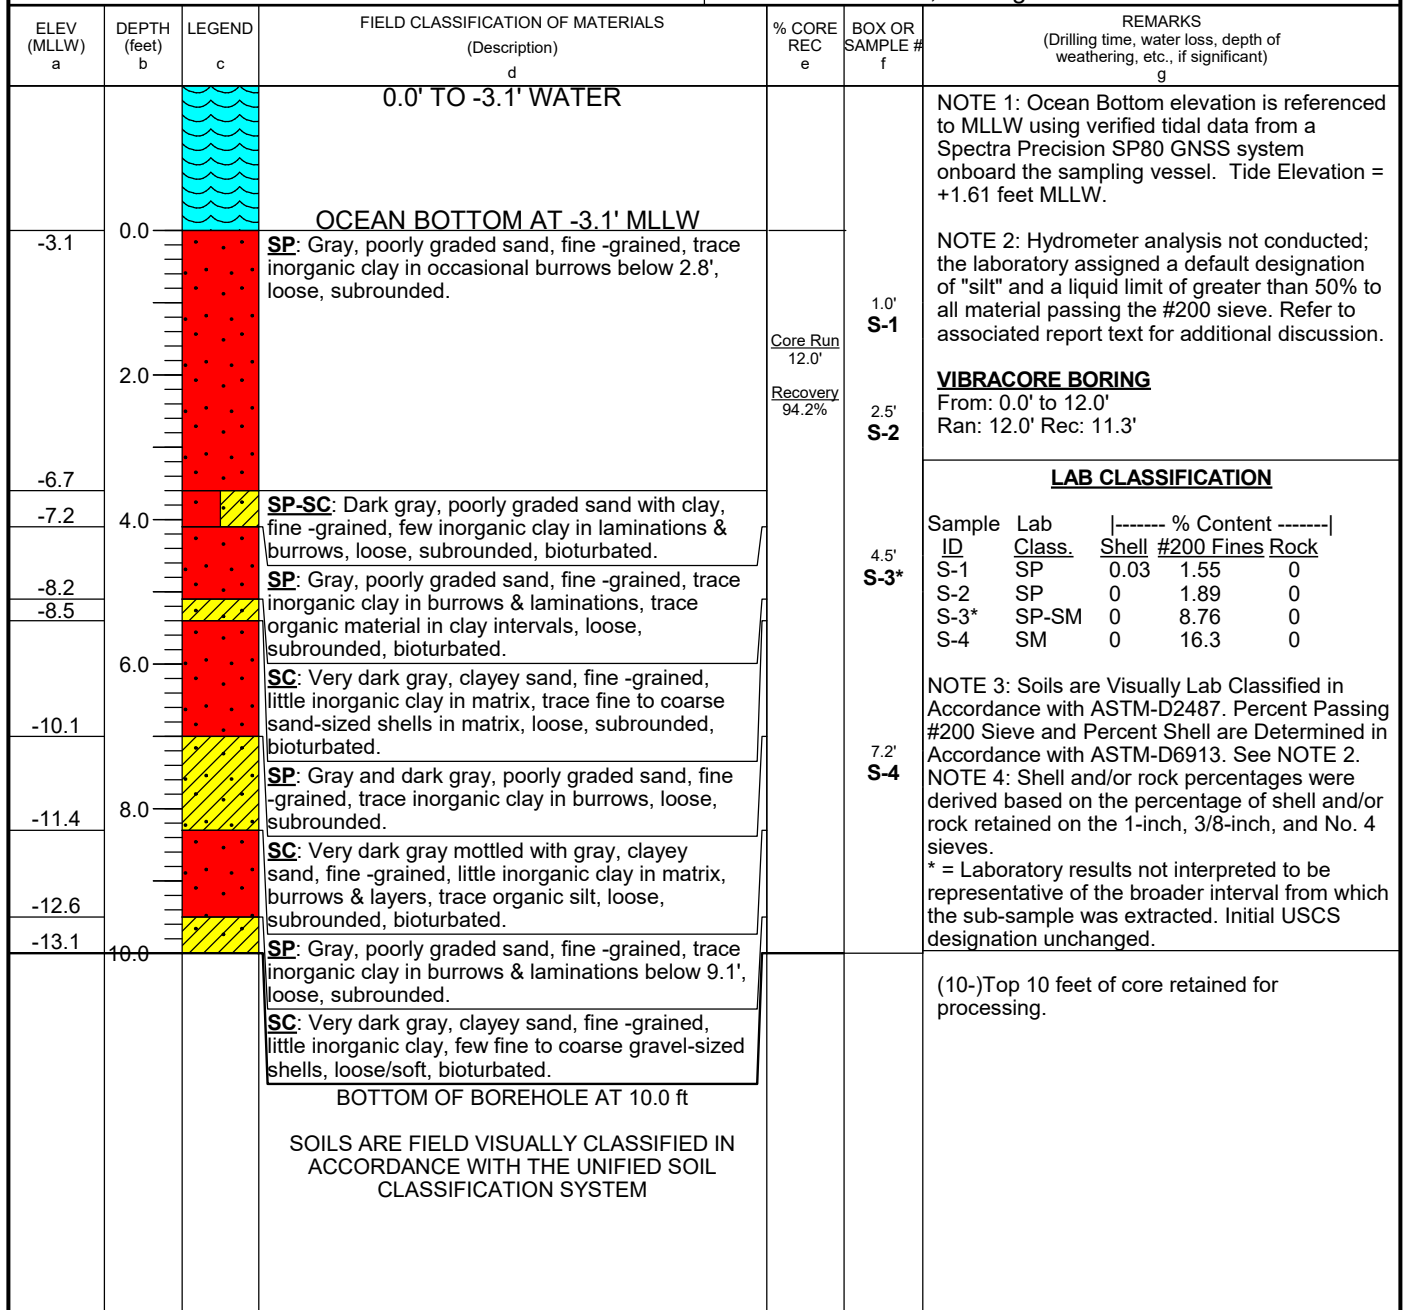 ELEV
(MLLW)
a
DEPTH
(feet)
b
LEGEND
c
FIELD CLASSIFICATION OF MATERIALS
(Description)
d
% CORE
REC
e
BOX OR
SAMPLE #
f
REMARKS
(Drilling time, water loss, depth of
weathering, etc., if significant)
g
0.0' TO -3.1' WATER
OCEAN BOTTOM AT -3.1' MLLW
-3.1
-6.7
-7.2
-8.2
-8.5
-10.1
-11.4
-12.6
-13.1
0.0
2.0
4.0
6.0
8.0
10.0
SP: Gray, poorly graded sand, fine -grained, trace
inorganic clay in occasional burrows below 2.8',
loose, subrounded.
SP-SC: Dark gray, poorly graded sand with clay,
fine -grained, few inorganic clay in laminations &
burrows, loose, subrounded, bioturbated.
SP: Gray, poorly graded sand, fine -grained, trace
inorganic clay in burrows & laminations, trace
organic material in clay intervals, loose,
subrounded, bioturbated.
SC: Very dark gray, clayey sand, fine -grained,
little inorganic clay in matrix, trace fine to coarse
sand-sized shells in matrix, loose, subrounded,
bioturbated.
SP: Gray and dark gray, poorly graded sand, fine
-grained, trace inorganic clay in burrows, loose,
subrounded.
SC: Very dark gray mottled with gray, clayey
sand, fine -grained, little inorganic clay in matrix,
burrows & layers, trace organic silt, loose,
subrounded, bioturbated.
SP: Gray, poorly graded sand, fine -grained, trace
inorganic clay in burrows & laminations below 9.1',
loose, subrounded.
SC: Very dark gray, clayey sand, fine -grained,
little inorganic clay, few fine to coarse gravel-sized
shells, loose/soft, bioturbated.
BOTTOM OF BOREHOLE AT 10.0 ft
SOILS ARE FIELD VISUALLY CLASSIFIED IN
ACCORDANCE WITH THE UNIFIED SOIL
CLASSIFICATION SYSTEM
Core Run
12.0'
Recovery
94.2%
1.0'
S-1
2.5'
S-2
4.5'
S-3*
7.2'
S-4
NOTE 1: Ocean Bottom elevation is referenced
to MLLW using verified tidal data from a
Spectra Precision SP80 GNSS system
onboard the sampling vessel. Tide Elevation =
+1.61 feet MLLW.
NOTE 2: Hydrometer analysis not conducted;
the laboratory assigned a default designation
of "silt" and a liquid limit of greater than 50% to
all material passing the #200 sieve. Refer to
associated report text for additional discussion.
VIBRACORE BORING
From: 0.0' to 12.0'
Ran: 12.0' Rec: 11.3'
LAB CLASSIFICATION
Sample Lab |------- % Content -------|
ID Class. Shell #200 Fines Rock
S-1 SP 0.03 1.55 0
S-2 SP 0 1.89 0
S-3* SP-SM 0 8.76 0
S-4 SM 0 16.3 0
NOTE 3: Soils are Visually Lab Classified in
Accordance with ASTM-D2487. Percent Passing
#200 Sieve and Percent Shell are Determined in
Accordance with ASTM-D6913. See NOTE 2.
NOTE 4: Shell and/or rock percentages were
derived based on the percentage of shell and/or
rock retained on the 1-inch, 3/8-inch, and No. 4
sieves.
* = Laboratory results not interpreted to be
representative of the broader interval from which
the sub-sample was extracted. Initial USCS
designation unchanged.
(10-)Top 10 feet of core retained for
processing.